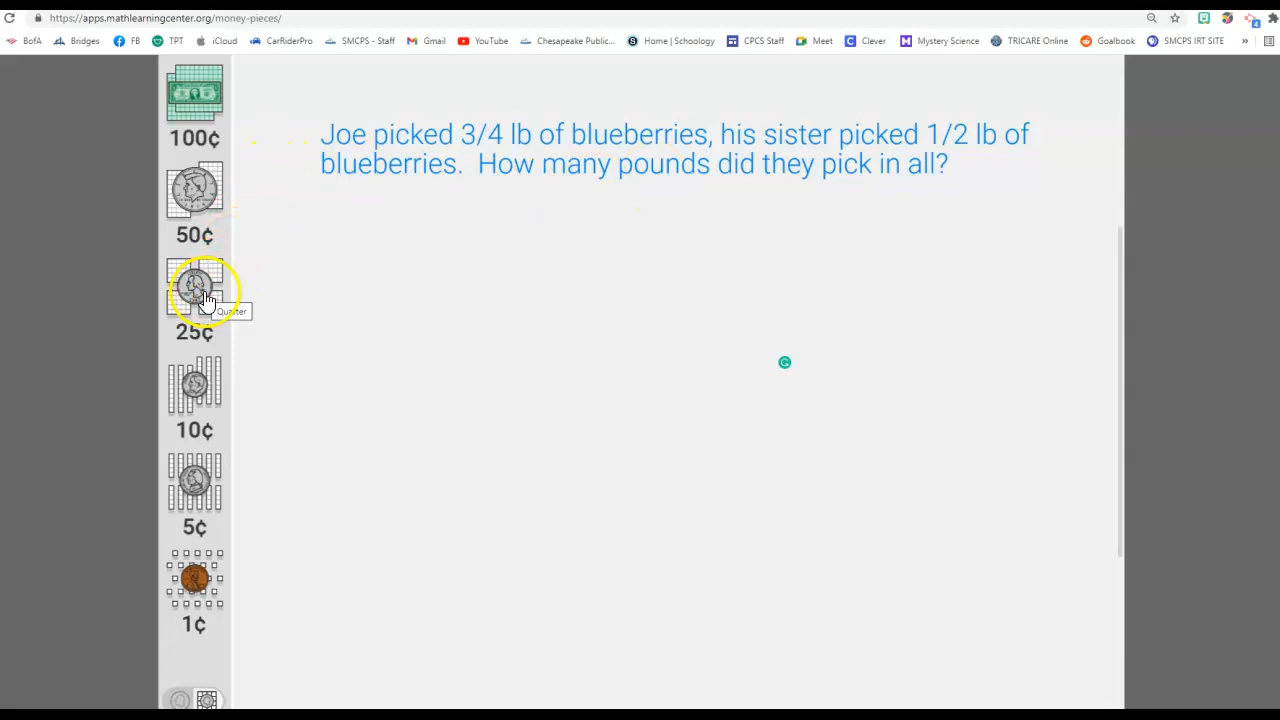 https://apps.mathlearningcenter.org/money-pieces/
BofA Bridges FB TPT iCloud CarRiderPro SMCPS - Staff Gmail YouTube Chesapeake Public... Home | Schoology CPCS Staff Meet Clever Mystery Science TRICARE Online Goalbook SMCPS IRT SITE »
100¢
Joe picked 3/4 lb of blueberries, his sister picked 1/2 lb of
blueberries. How many pounds did they pick in all?
50¢
Quarter
25¢
10¢
5¢
1¢